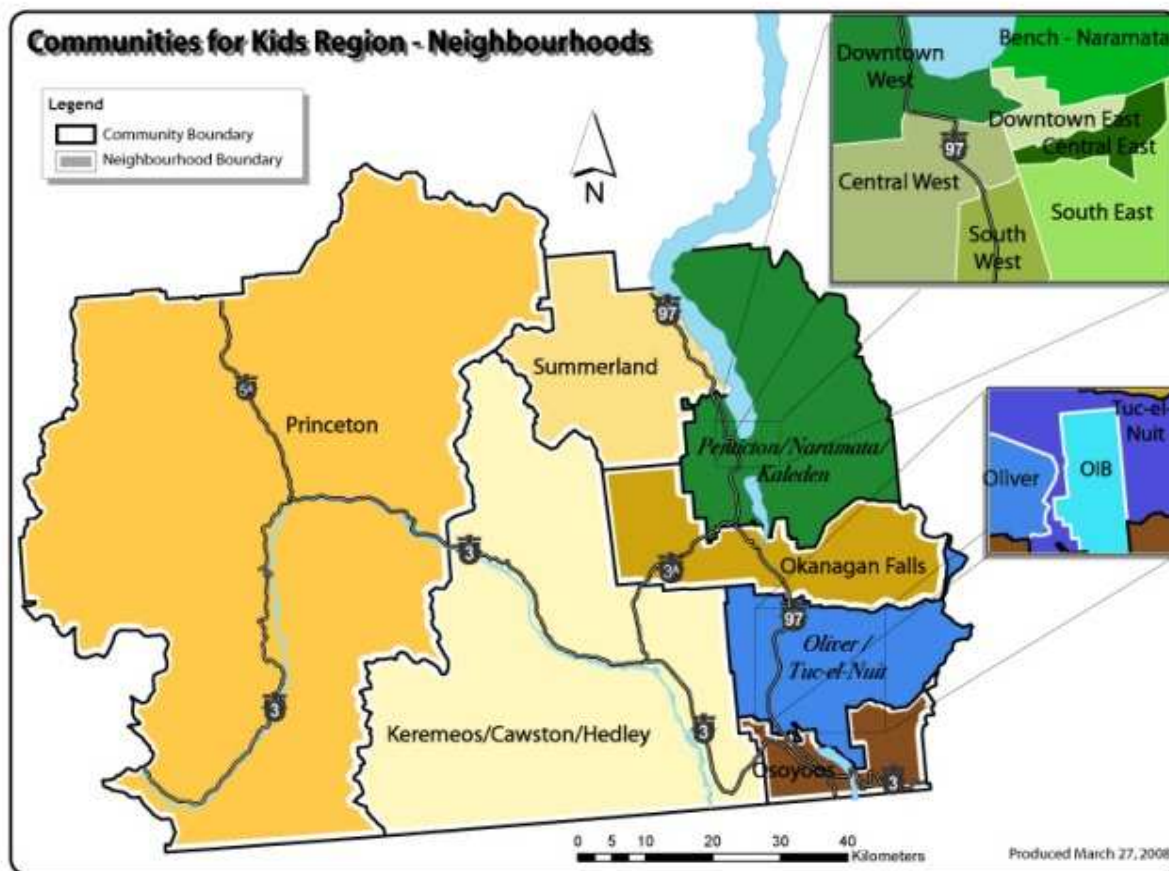 Communities for Kids Region - Neighbourhoods
Legend
Community Boundary
Neighbourhood Boundary
N
97
5A
Princeton
Summerland
Penticton/Naramata/
Kaleden
3
3A
Okanagan Falls
97
Oliver /
Tuc-el-Nuit
3
Keremeos/Cawston/Hedley
3
Osoyoos
3
Downtown
West
Bench - Naramata
Downtown East
Central East
97
Central West
South East
South
West
Tuc-el-
Nuit
Oliver
OIB
0 5 10 20 30 40
Kilometers
Produced March 27, 2008